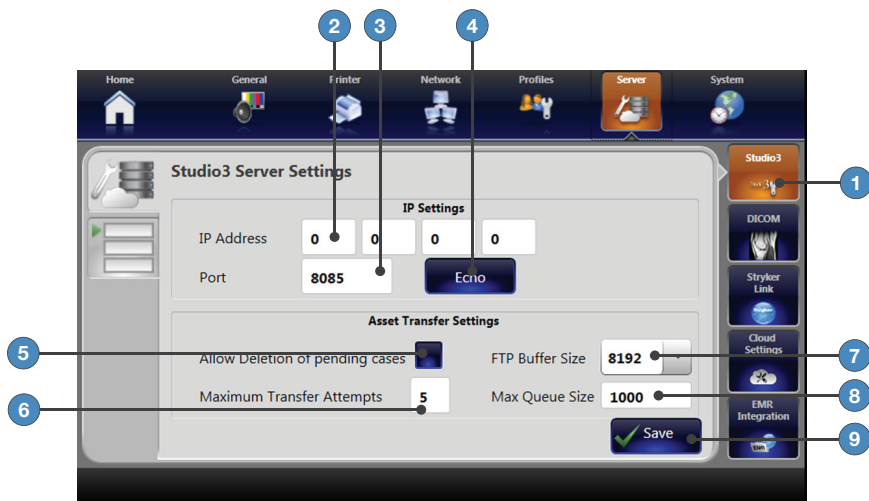 2 3 4
Home General Printer Network Profiles Server System
Studio3
1
Studio3 Server Settings
IP Settings
DICOM
IP Address 0 0 0 0
Port 8085 Echo
Stryker
Link
Asset Transfer Settings
Cloud
Settings
5 Allow Deletion of pending cases FTP Buffer Size 8192 7
6 Maximum Transfer Attempts 5 Max Queue Size 1000 8
EMR
Integration
Save 9